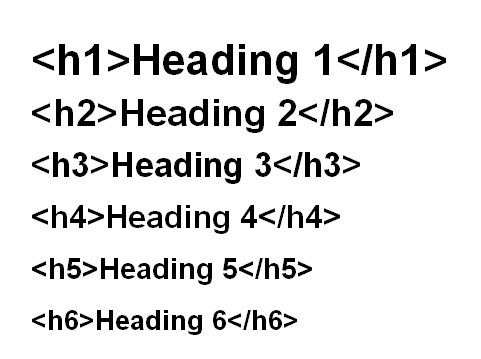 <h1>Heading 1</h1>
<h2>Heading 2</h2>
<h3>Heading 3</h3>
<h4>Heading 4</h4>
<h5>Heading 5</h5>
<h6>Heading 6</h6>